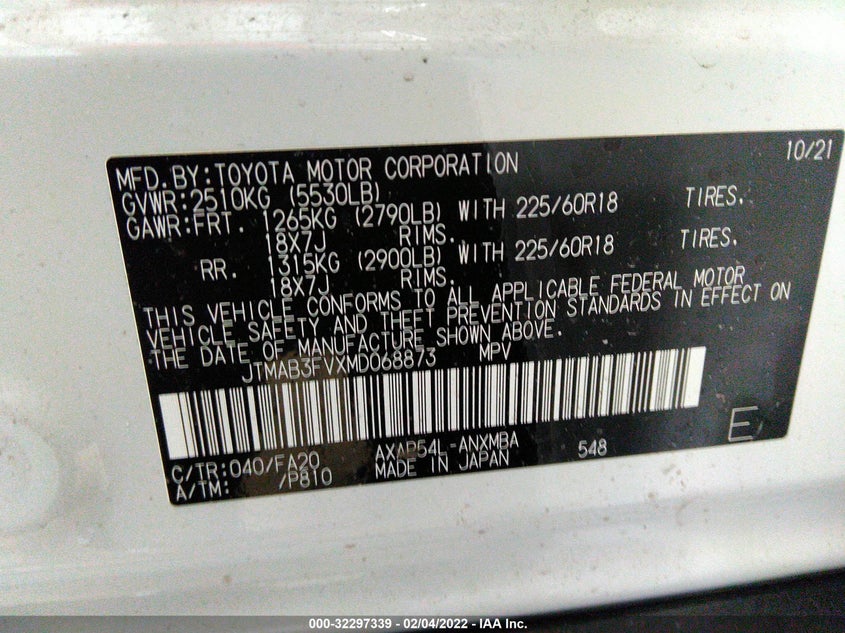 10/21
MFD.BY:TOYOTA MOTOR CORPORATION
GVWR:2510KG (5530LB)
GAWR:FRT. 1265KG (2790LB) WITH 225/60R18 TIRES.
18X7J RIMS.
RR. 1315KG (2900LB) WITH 225/60R18 TIRES.
18X7J RIMS.
THIS VEHICLE CONFORMS TO ALL APPLICABLE FEDERAL MOTOR
VEHICLE SAFETY AND THEFT PREVENTION STANDARDS IN EFFECT ON
THE DATE OF MANUFACTURE SHOWN ABOVE.
JTMAB3FVXMD068873 MPV
C/TR:040/FA20 AXAP54L-ANXMBA 548 E
A/TM: /P810 MADE IN JAPAN
000-32297339 - 02/04/2022 - IAA Inc.